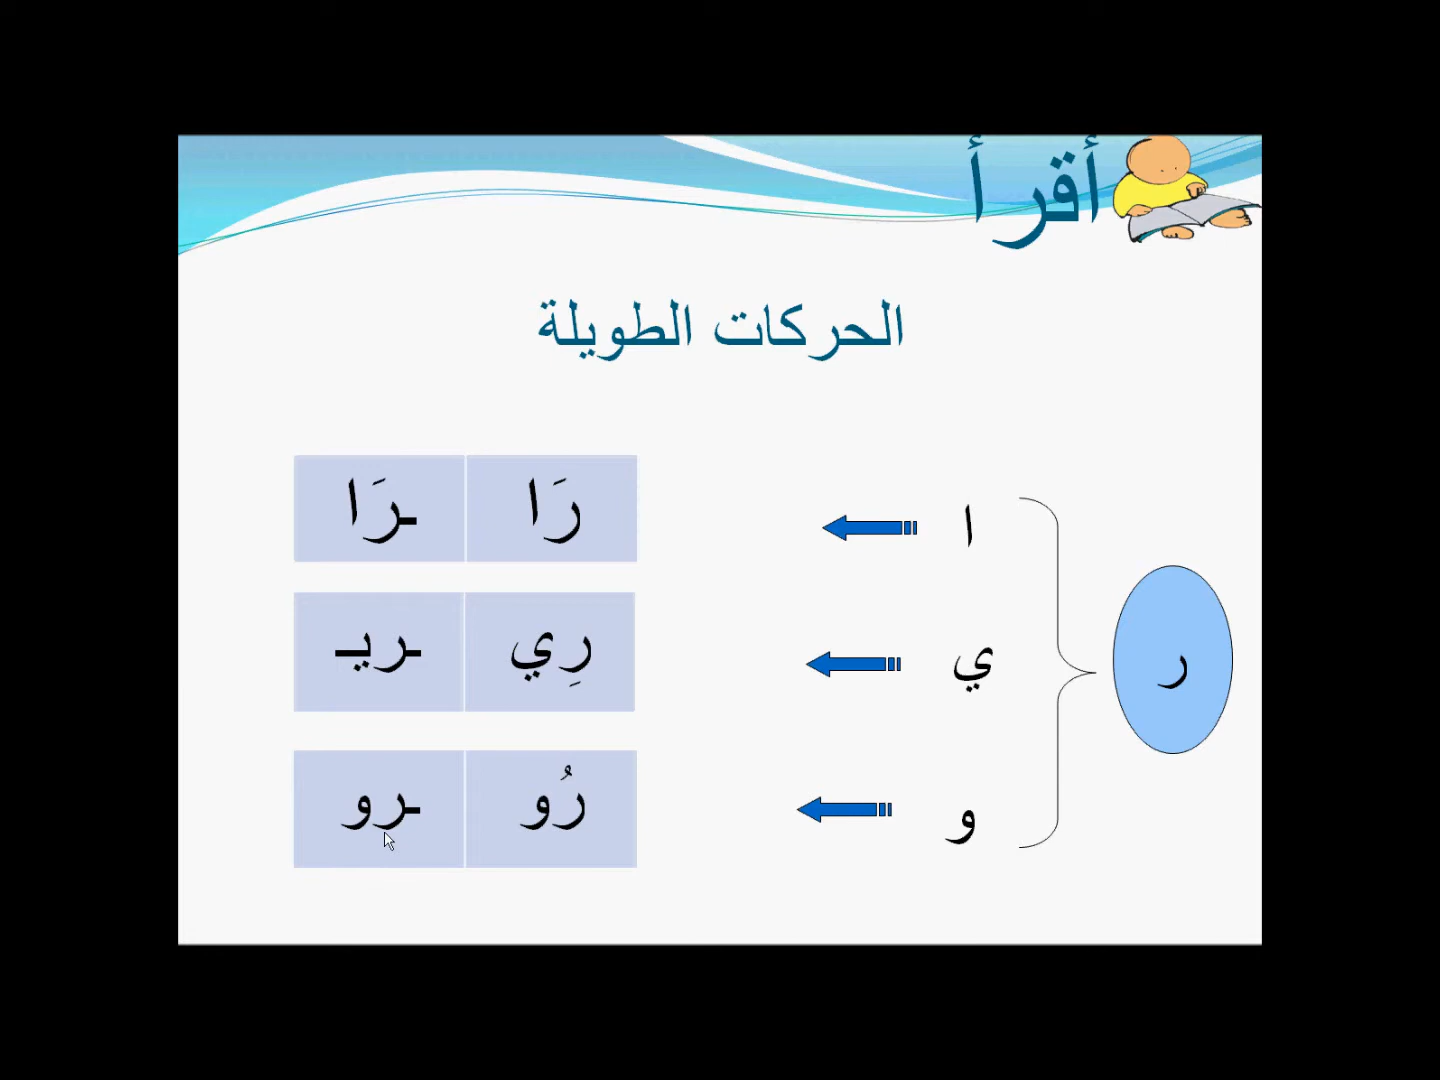 أقرأ
الحركات الطويلة
ر
ا رَا ـرَا
ي رِي ـريـ
و رُو ـرو